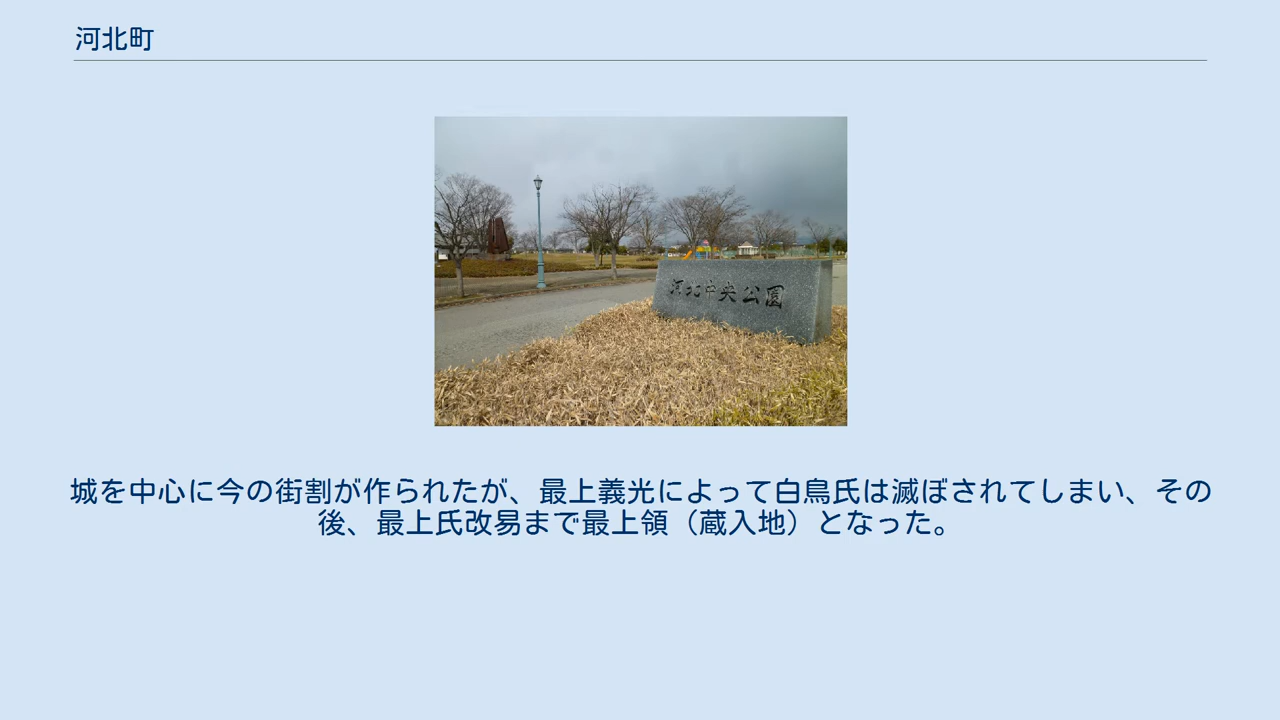 河北町
河北中央公園
城を中心に今の街割が作られたが、最上義光によって白鳥氏は滅ぼされてしまい、その
後、最上氏改易まで最上領（蔵入地）となった。